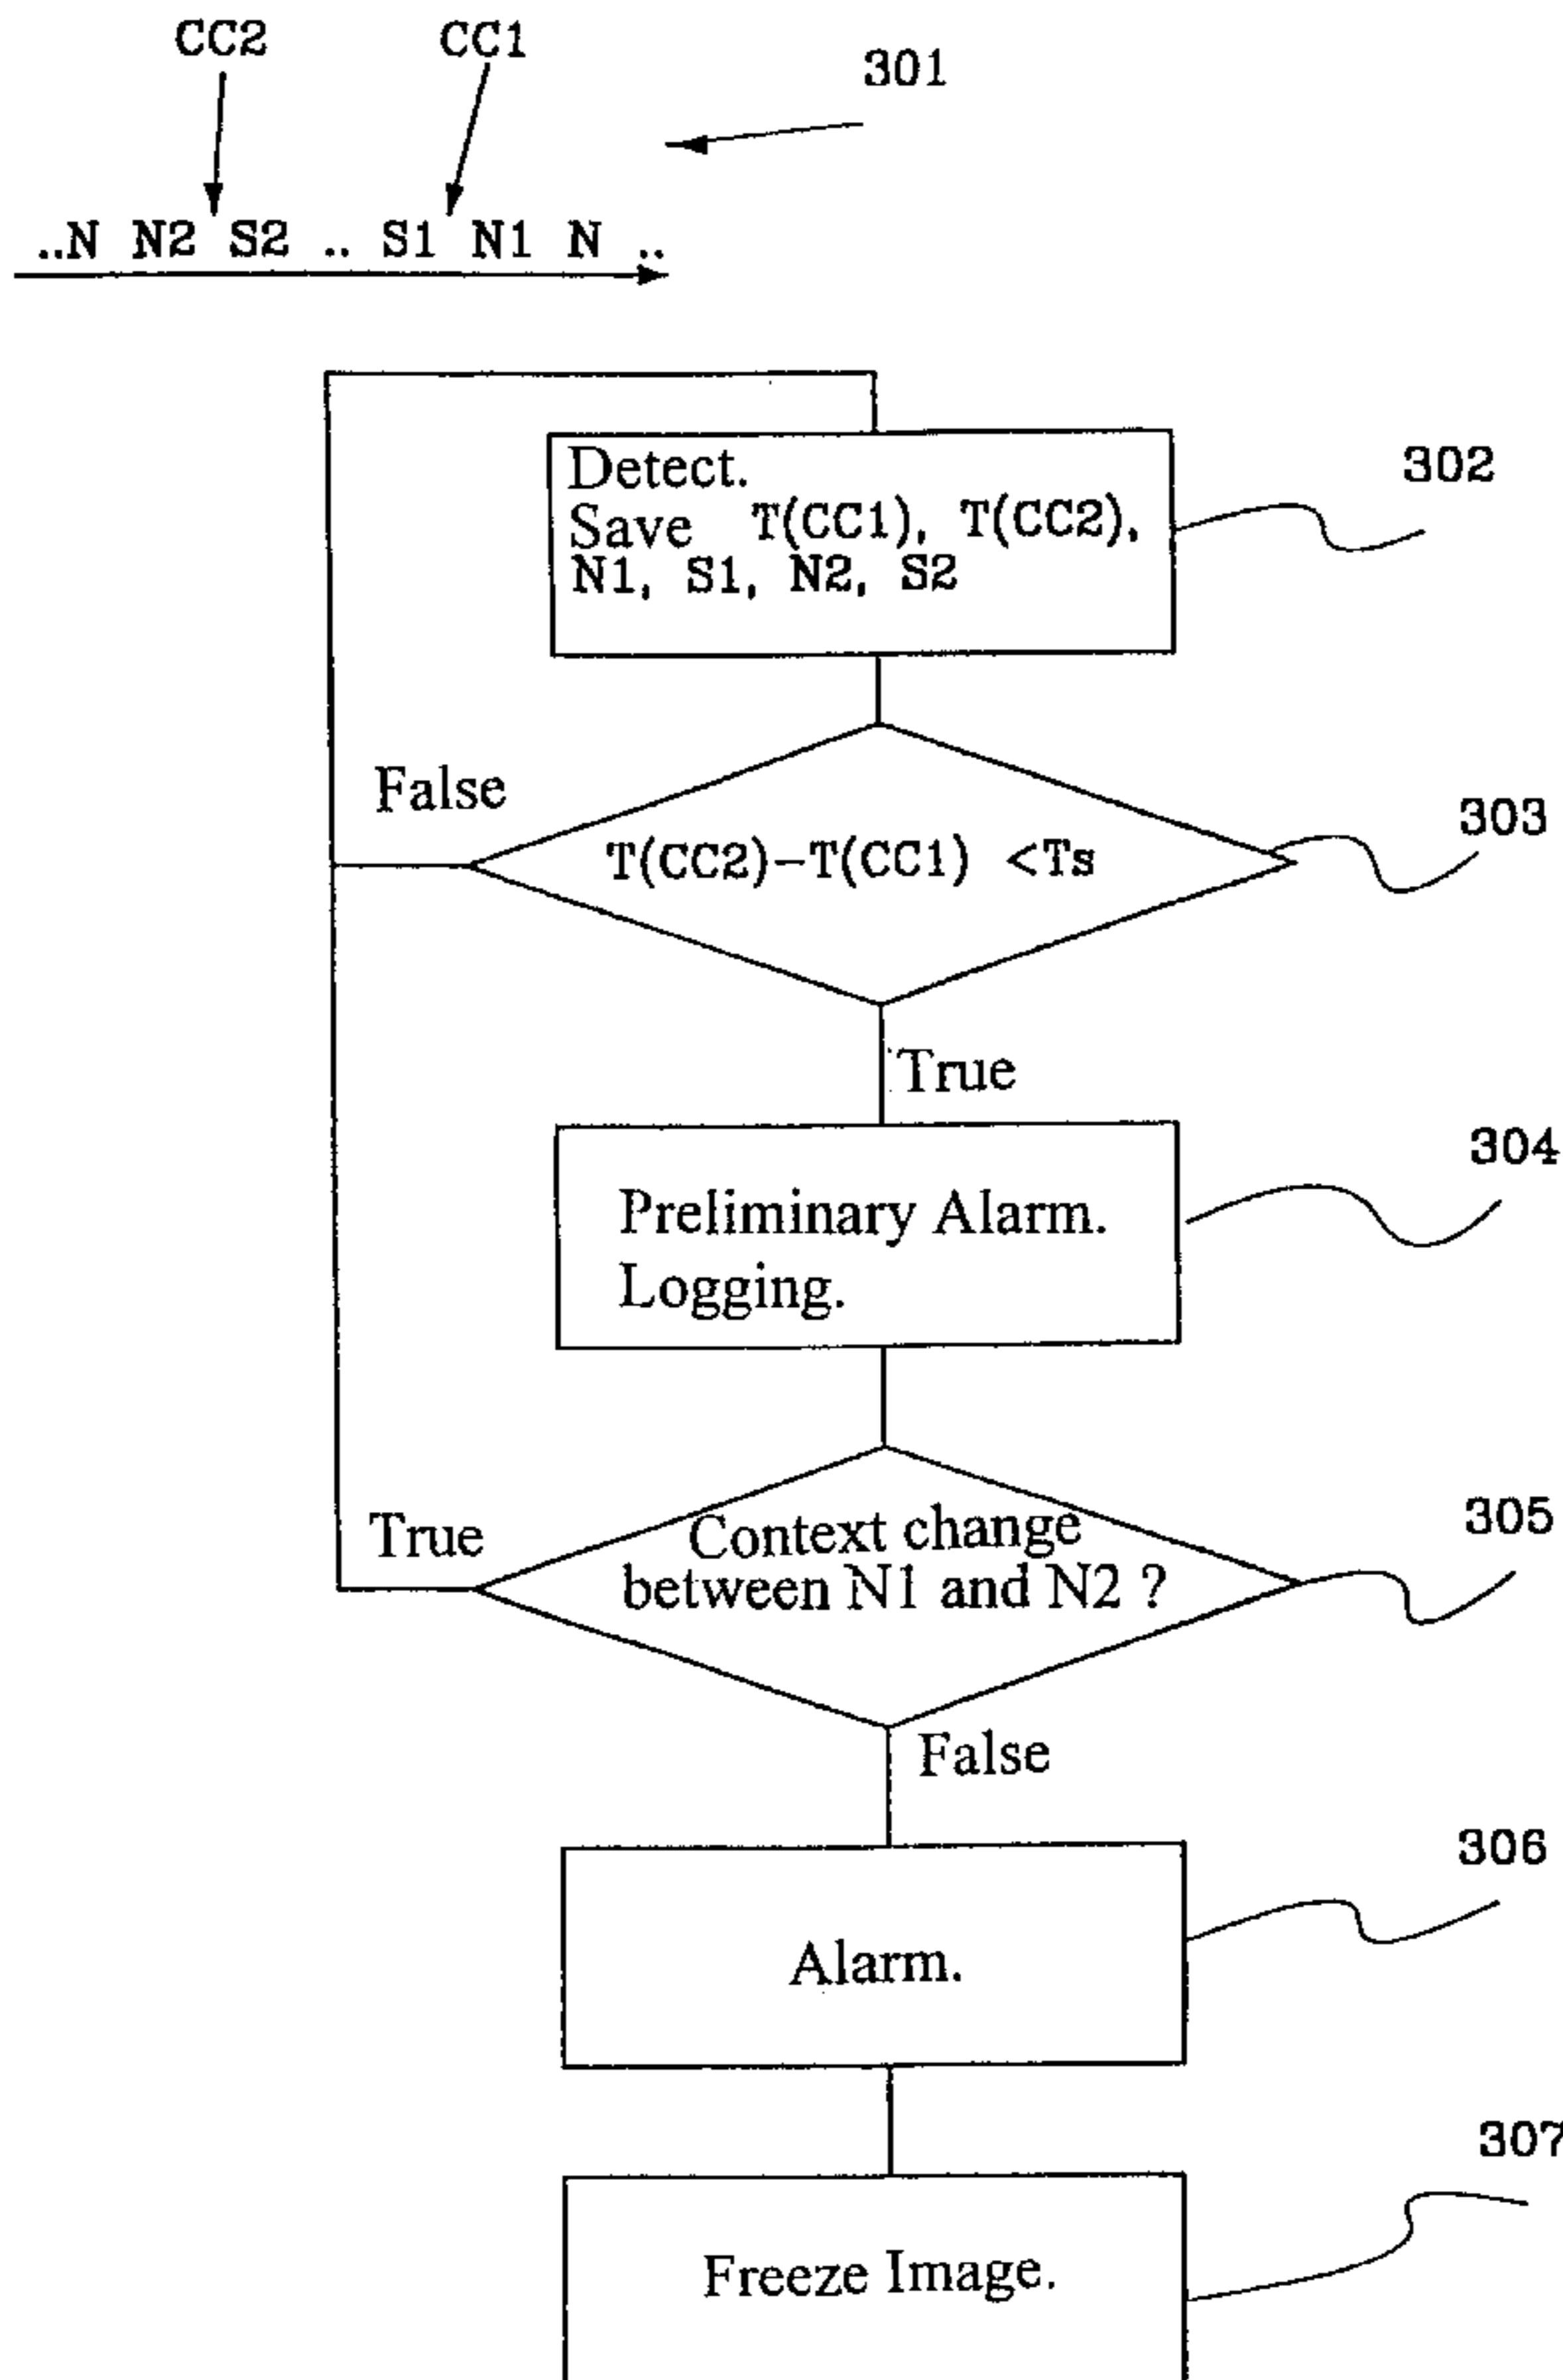 CC2 CC1
301
..N N2 S2 .. S1 N1 N ..
Detect.
Save T(CC1), T(CC2),
N1, S1, N2, S2
302
False
T(CC2)-T(CC1) <Ts
303
True
Preliminary Alarm.
Logging.
304
True
Context change
between N1 and N2 ?
305
False
Alarm.
306
Freeze Image.
307